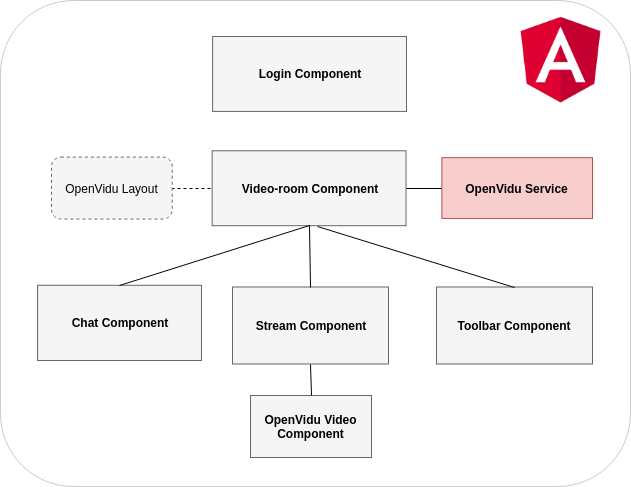 Login Component
OpenVidu Layout
Video-room Component
OpenVidu Service
Chat Component
Stream Component
Toolbar Component
OpenVidu Video
Component